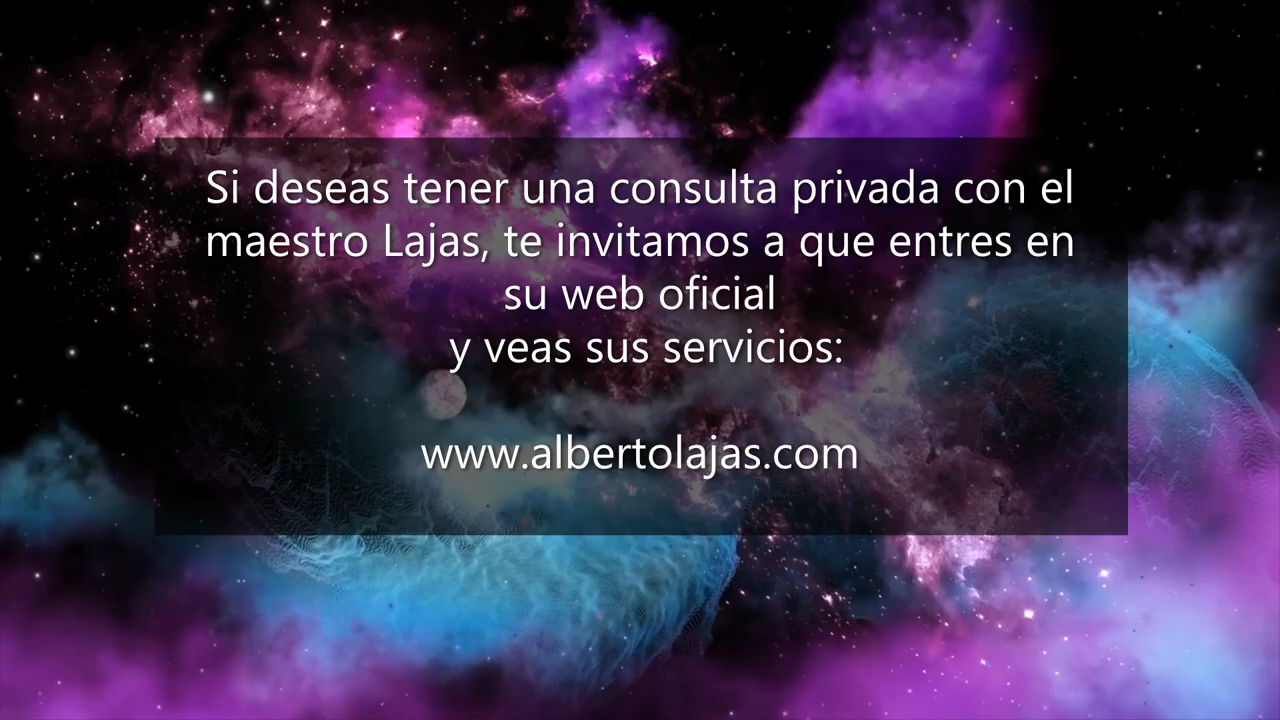 Si deseas tener una consulta privada con el
maestro Lajas, te invitamos a que entres en
su web oficial
y veas sus servicios:
www.albertolajas.com